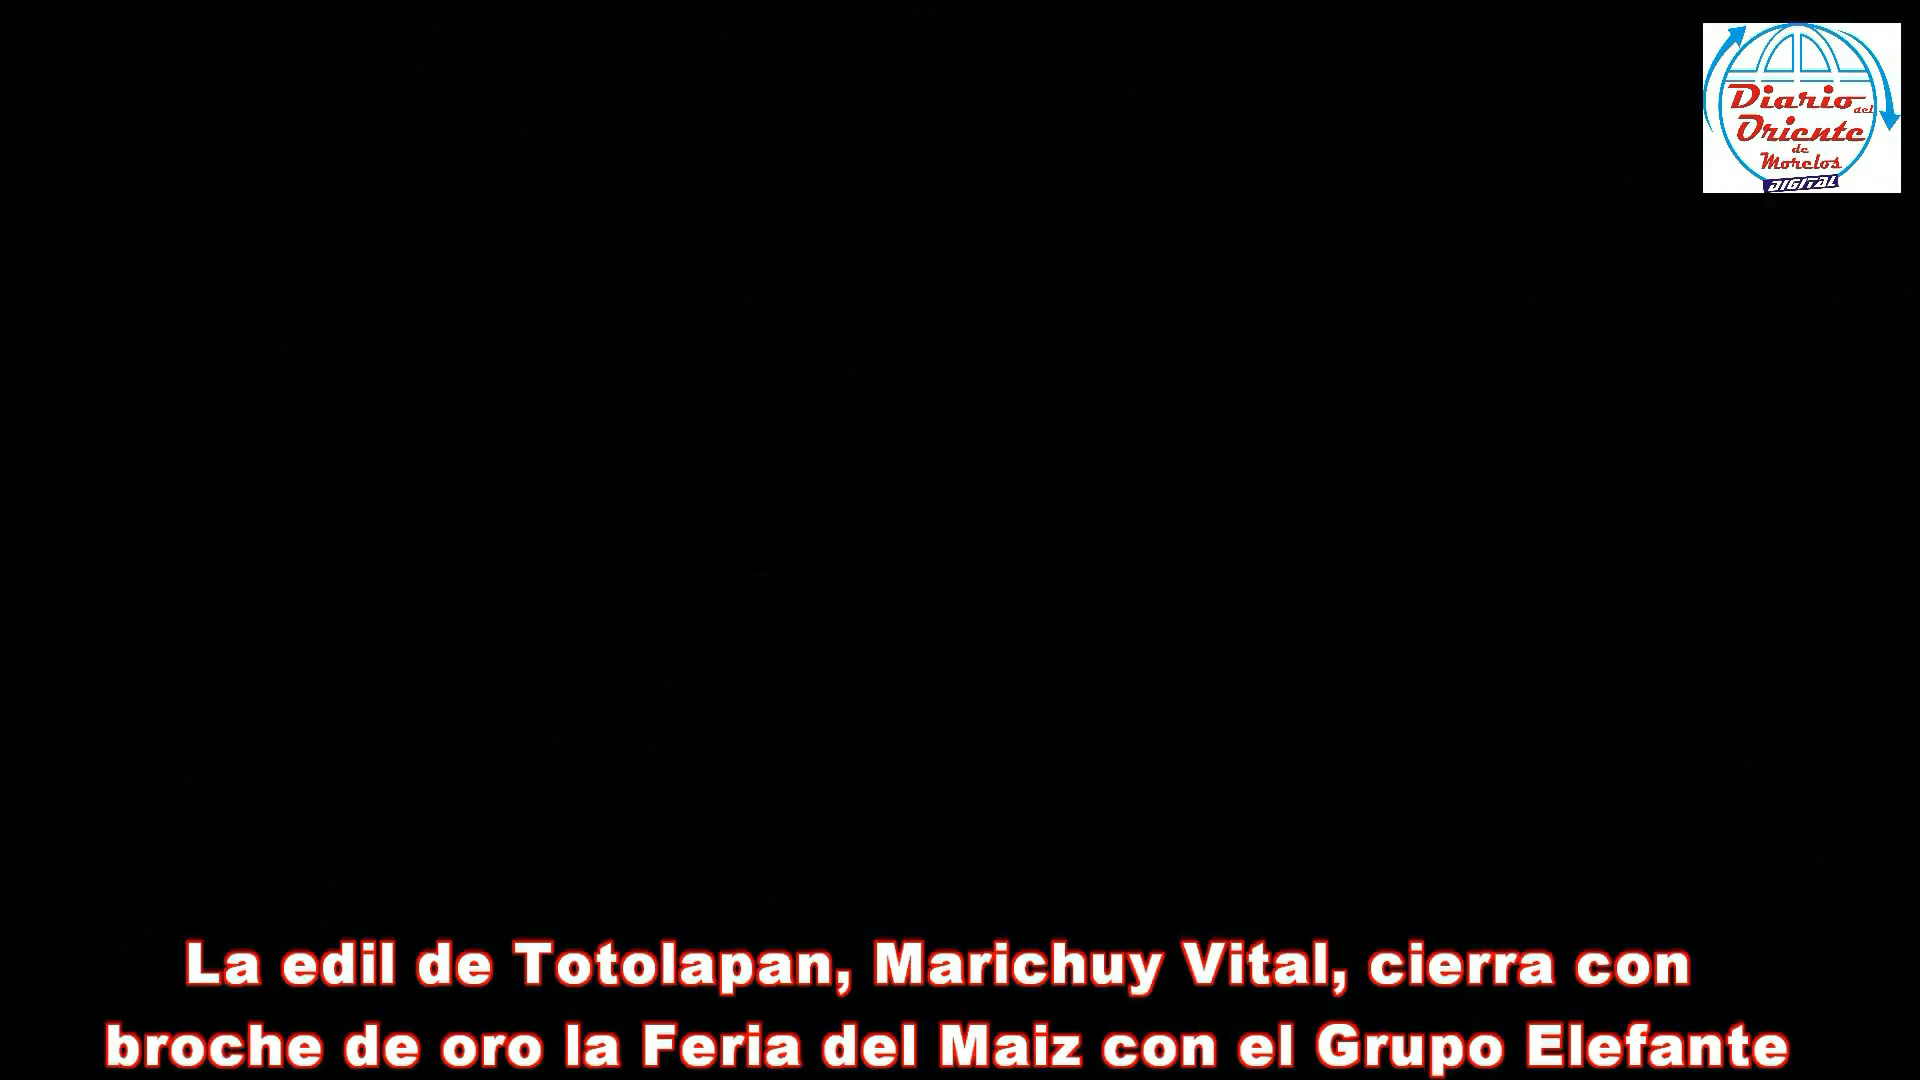 Diario del
Oriente
de
Morelos
DIGITAL
La edil de Totolapan, Marichuy Vital, cierra con
broche de oro la Feria del Maiz con el Grupo Elefante